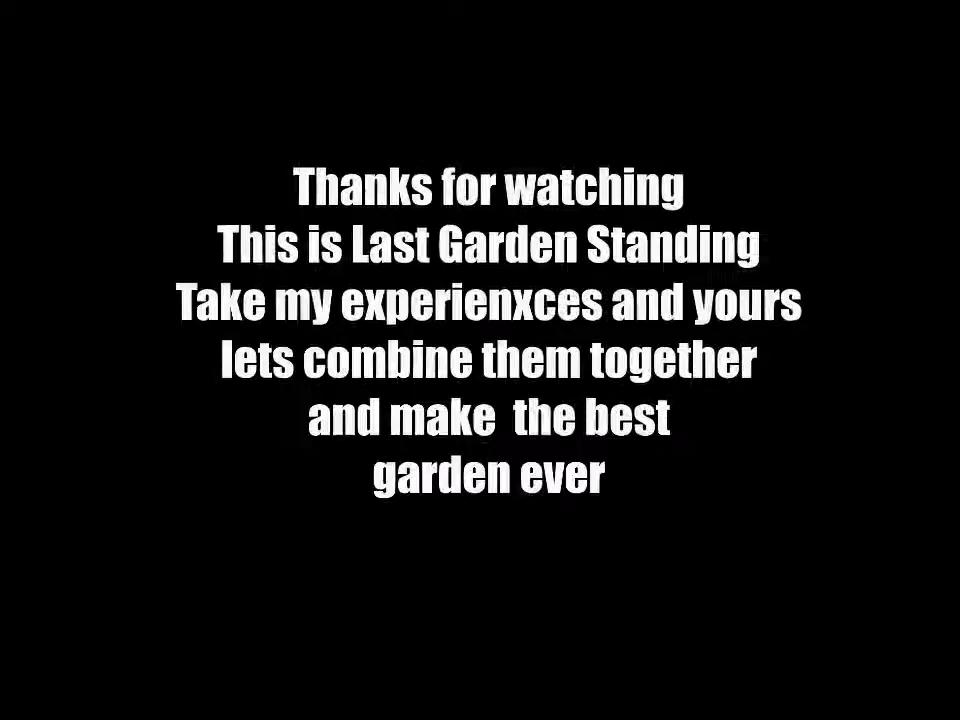 Thanks for watching
This is Last Garden Standing
Take my experienxces and yours
lets combine them together
and make  the best
garden ever